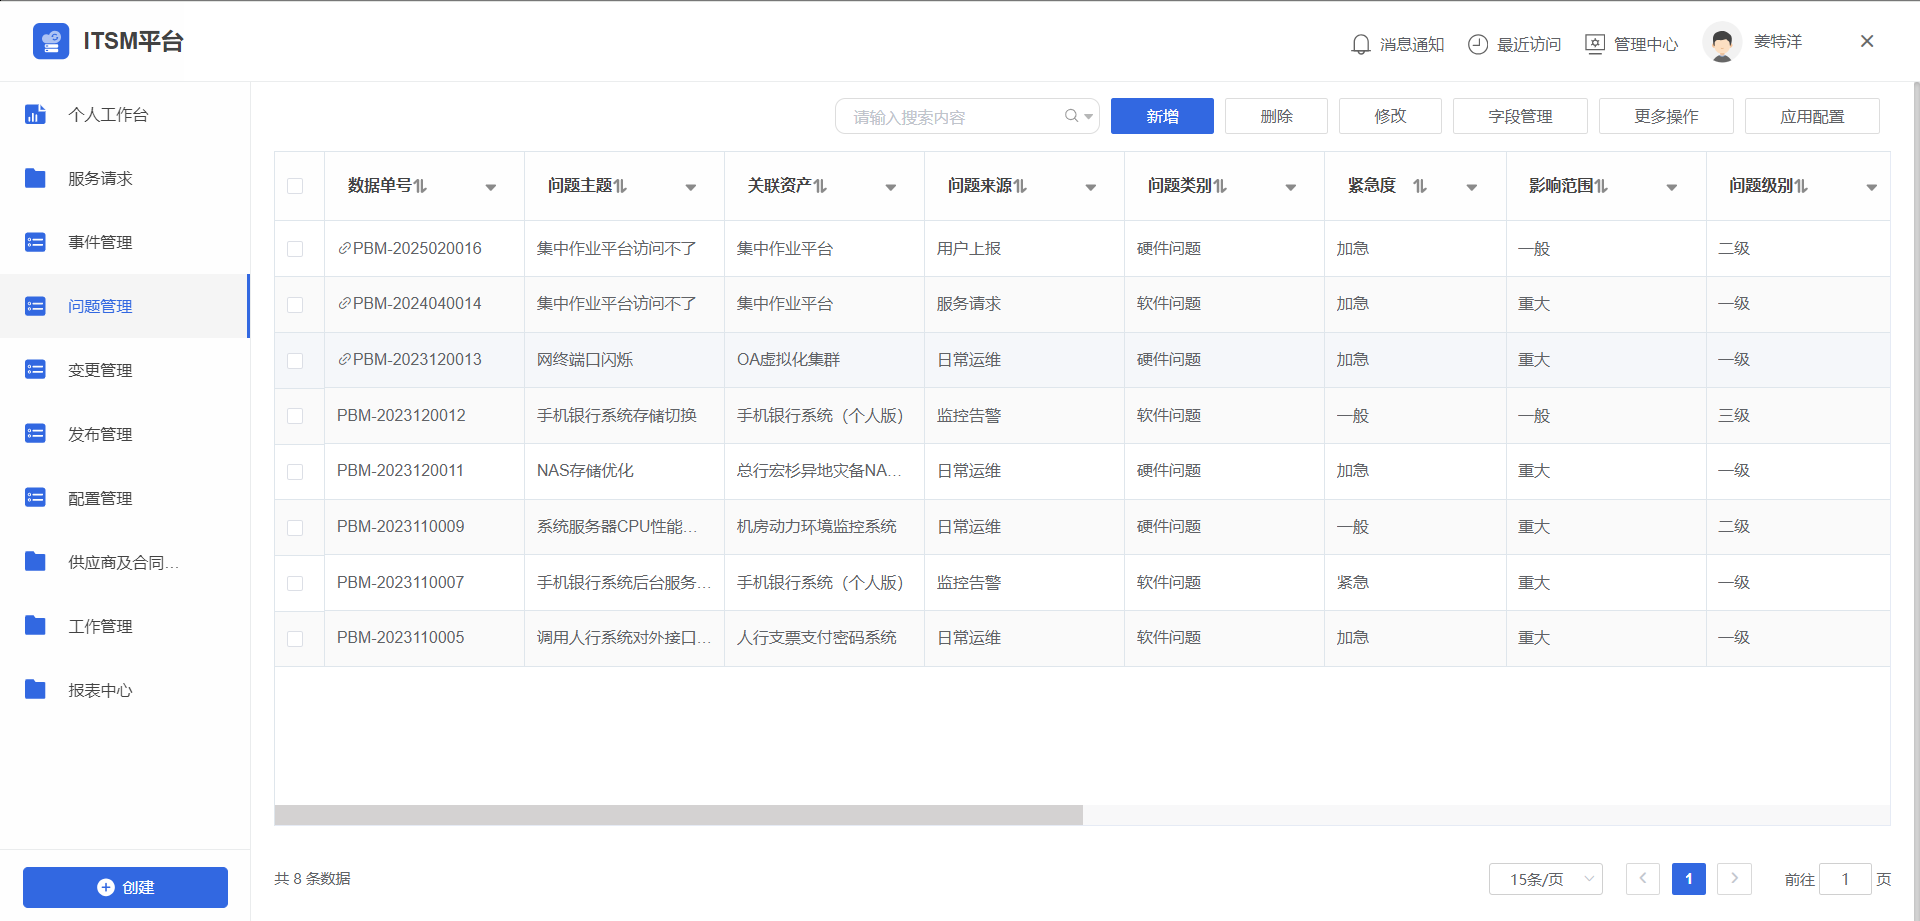 ITSM平台
消息通知 最近访问 管理中心 姜特洋
个人工作台
服务请求
事件管理
问题管理
变更管理
发布管理
配置管理
供应商及合同...
工作管理
报表中心
创建
请输入搜索内容 新增 删除 修改 字段管理 更多操作 应用配置
数据单号 问题主题 关联资产 问题来源 问题类别 紧急度 影响范围 问题级别
PBM-2025020016 集中作业平台访问不了 集中作业平台 用户上报 硬件问题 加急 一般 二级
PBM-2024040014 集中作业平台访问不了 集中作业平台 服务请求 软件问题 加急 重大 一级
PBM-2023120013 网终端口闪烁 OA虚拟化集群 日常运维 硬件问题 加急 重大 一级
PBM-2023120012 手机银行系统存储切换 手机银行系统（个人版） 监控告警 软件问题 一般 一般 三级
PBM-2023120011 NAS存储优化 总行宏杉异地灾备NA... 日常运维 硬件问题 加急 重大 一级
PBM-2023110009 系统服务器CPU性能... 机房动力环境监控系统 日常运维 硬件问题 一般 重大 二级
PBM-2023110007 手机银行系统后台服务... 手机银行系统（个人版） 监控告警 软件问题 紧急 重大 一级
PBM-2023110005 调用人行系统对外接口... 人行支票支付密码系统 日常运维 软件问题 加急 重大 一级
共 8 条数据 15条/页 1 前往 1 页